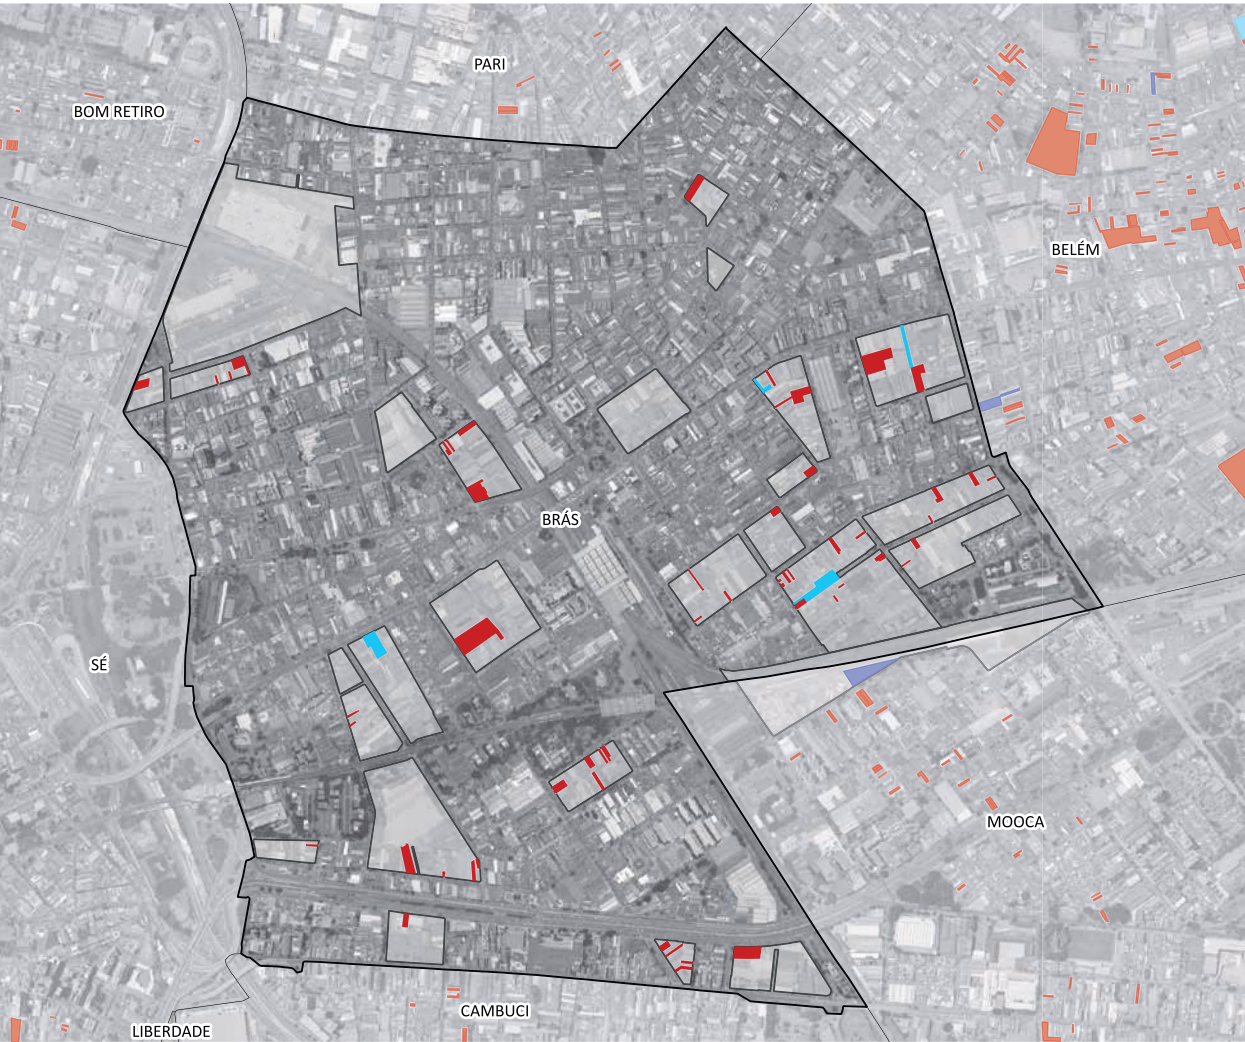 PARI
BOM RETIRO
BELÉM
BRÁS
SÉ
MOOCA
CAMBUCI
LIBERDADE